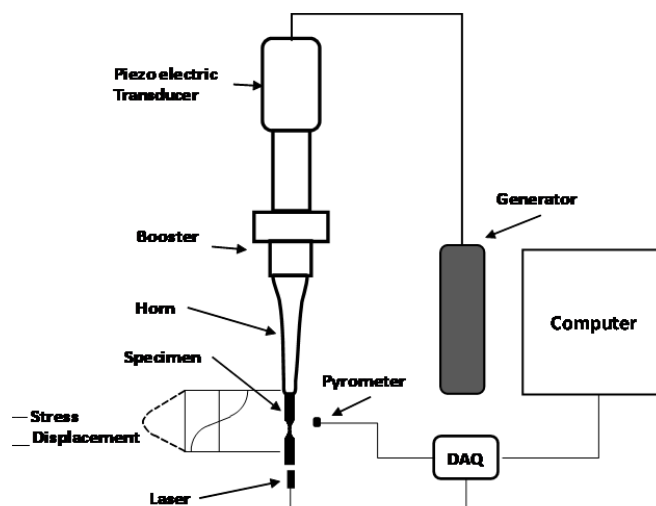 Piezo electric
Transducer
Generator
Booster
Computer
Horn
Specimen
Pyrometer
Stress
Displacement
DAQ
Laser